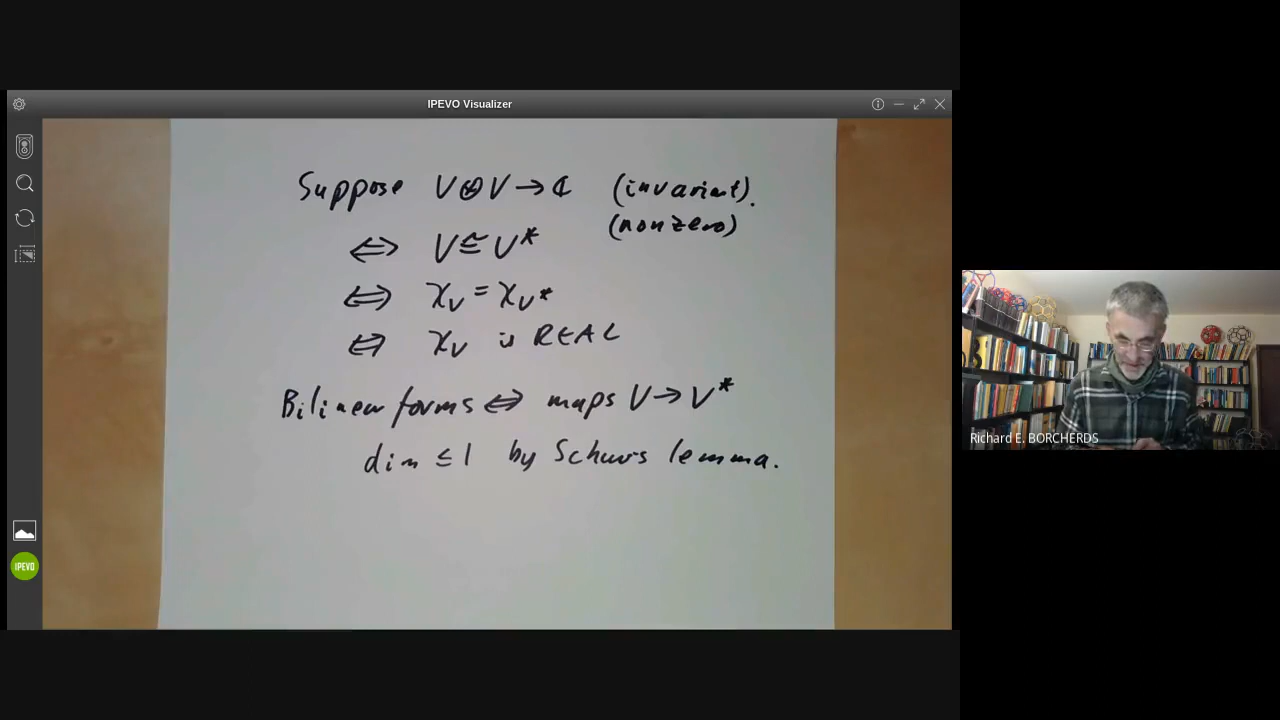 IPEVO Visualizer
Suppose V⊗V → ℂ (invariant).
(nonzero)
⇔ V ≅ V*
⇔ χ_V = χ_V*
⇔ χ_V is REAL
Bilinear forms ⇔ maps V → V*
dim ≤ 1 by Schurs lemma.
IPEVO
Richard E. BORCHERDS